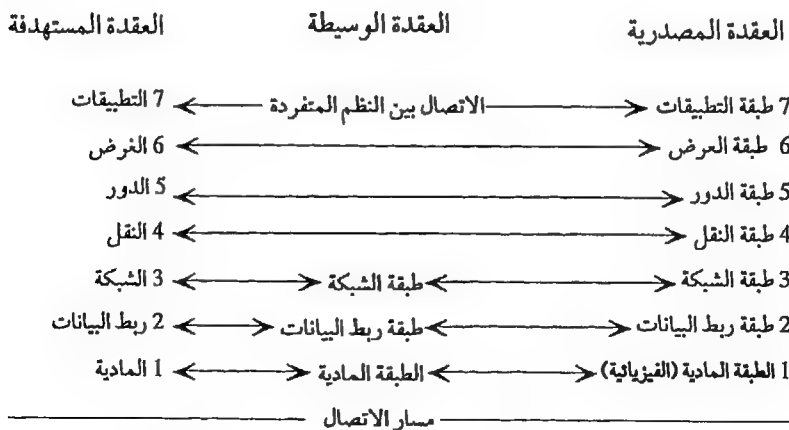 العقدة المصدرية العقدة الوسيطة العقدة المستهدفة
7 طبقة التطبيقات الاتصال بين النظم المتفردة 7 التطبيقات
6 طبقة العرض 6 الغرض
5 طبقة الدور 5 الدور
4 طبقة النقل 4 النقل
3 طبقة الشبكة طبقة الشبكة 3 الشبكة
2 طبقة ربط البيانات طبقة ربط البيانات 2 ربط البيانات
1 الطبقة المادية (الفيزيائية) الطبقة المادية 1 المادية
مسار الاتصال